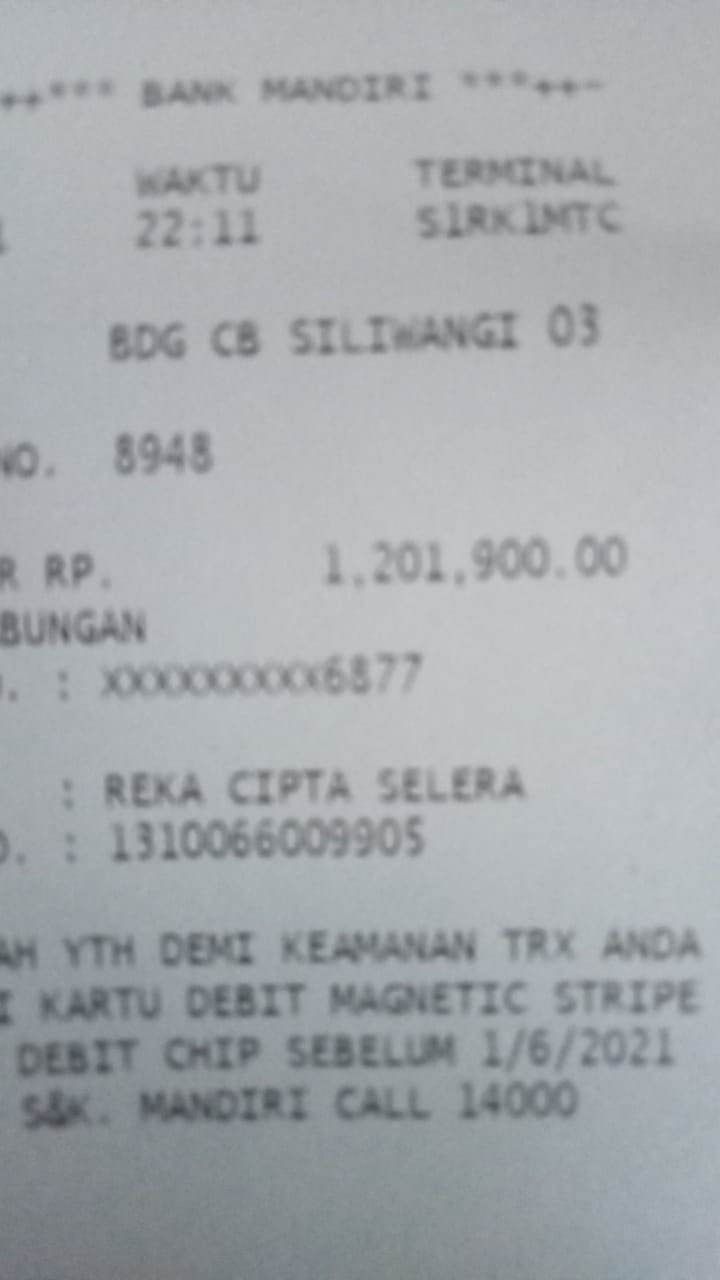 ++*** BANK MANDIRI ***++-
WAKTU TERMINAL
1 22:11 S1RK1MTC
BDG CB SILIWANGI 03
NO. 8948
R RP. 1,201,900.00
BUNGAN
O. : XXXXXXXXX6877
: REKA CIPTA SELERA
O. : 1310066009905
AH YTH DEMI KEAMANAN TRX ANDA
I KARTU DEBIT MAGNETIC STRIPE
DEBIT CHIP SEBELUM 1/6/2021
S&K. MANDIRI CALL 14000